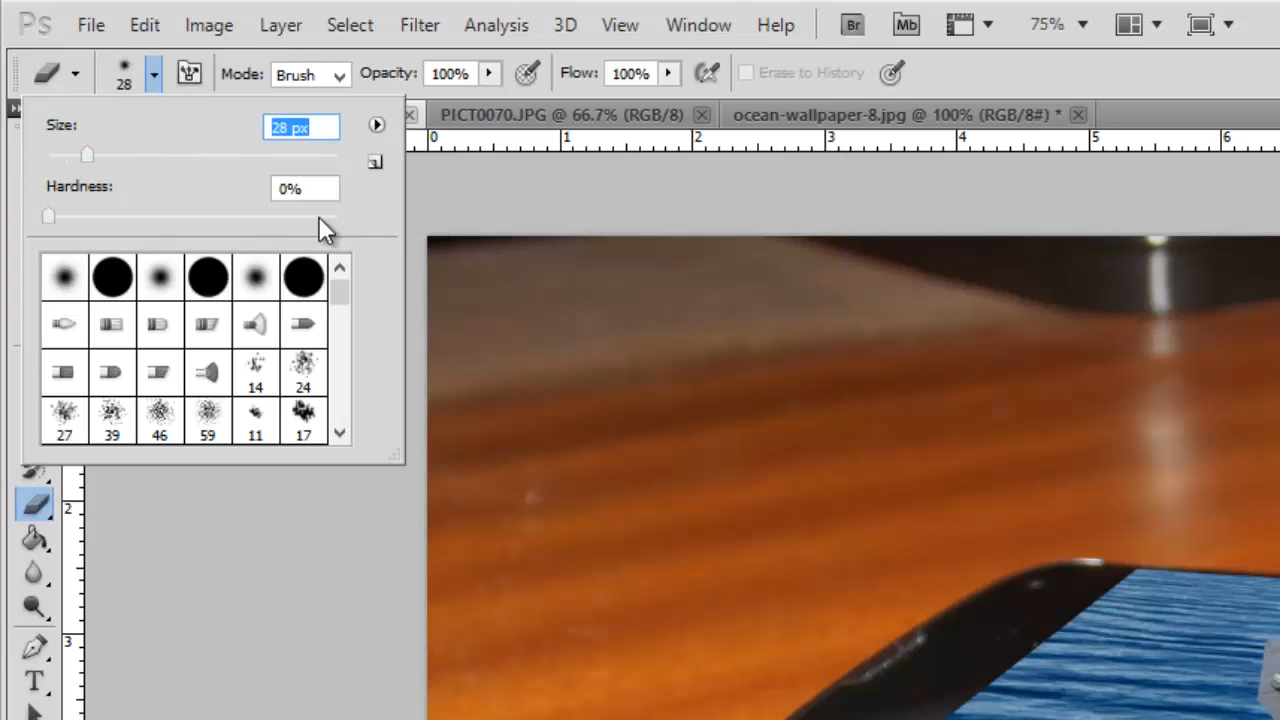 Ps File Edit Image Layer Select Filter Analysis 3D View Window Help Br Mb 75%
28 Mode: Brush Opacity: 100% Flow: 100% Erase to History
PICT0070.JPG @ 66.7% (RGB/8) ocean-wallpaper-8.jpg @ 100% (RGB/8#) *
Size: 28 px
0 1 2 3 4 5 6
Hardness: 0%
14 24
27 39 46 59 11 17
2
3
T